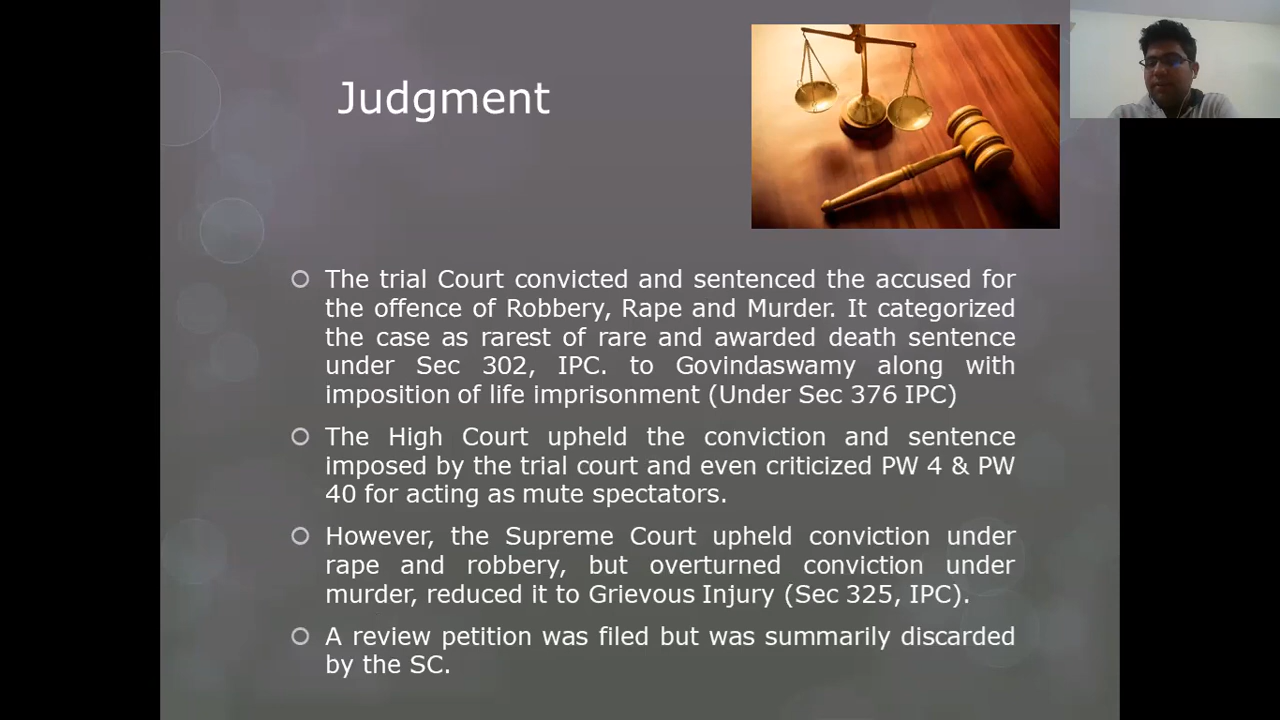 Judgment
The trial Court convicted and sentenced the accused for
the offence of Robbery, Rape and Murder. It categorized
the case as rarest of rare and awarded death sentence
under Sec 302, IPC. to Govindaswamy along with
imposition of life imprisonment (Under Sec 376 IPC)
The High Court upheld the conviction and sentence
imposed by the trial court and even criticized PW 4 & PW
40 for acting as mute spectators.
However, the Supreme Court upheld conviction under
rape and robbery, but overturned conviction under
murder, reduced it to Grievous Injury (Sec 325, IPC).
A review petition was filed but was summarily discarded
by the SC.